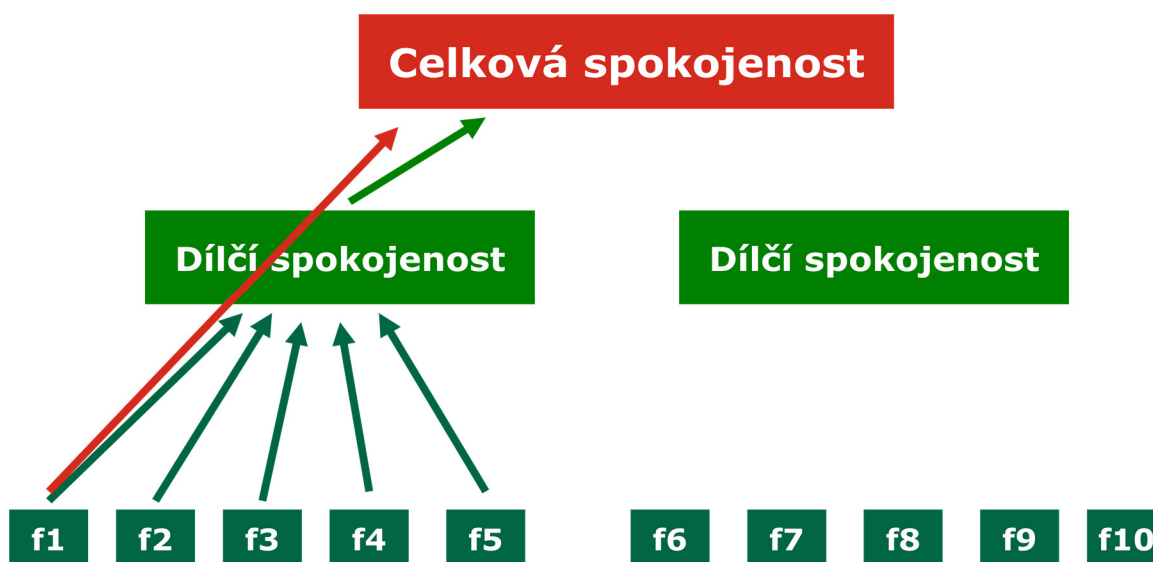 Celková spokojenost
Dílčí spokojenost
Dílčí spokojenost
f1
f2
f3
f4
f5
f6
f7
f8
f9
f10